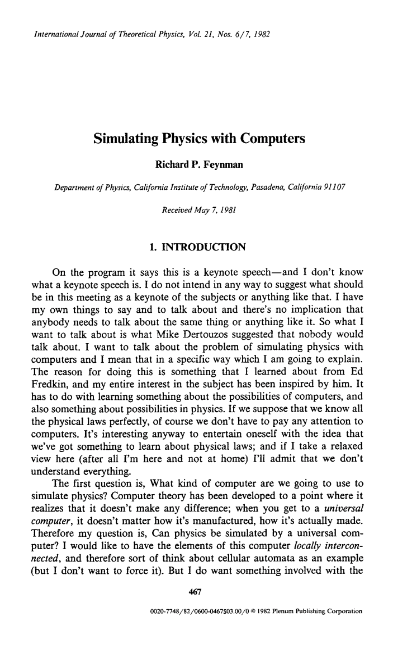 International Journal of Theoretical Physics, Vol. 21, Nos. 6/7, 1982
Simulating Physics with Computers
Richard P. Feynman
Department of Physics, California Institute of Technology, Pasadena, California 91107
Received May 7, 1981
1. INTRODUCTION
On the program it says this is a keynote speech—and I don't know
what a keynote speech is. I do not intend in any way to suggest what should
be in this meeting as a keynote of the subjects or anything like that. I have
my own things to say and to talk about and there's no implication that
anybody needs to talk about the same thing or anything like it. So what I
want to talk about is what Mike Dertouzos suggested that nobody would
talk about. I want to talk about the problem of simulating physics with
computers and I mean that in a specific way which I am going to explain.
The reason for doing this is something that I learned about from Ed
Fredkin, and my entire interest in the subject has been inspired by him. It
has to do with learning something about the possibilities of computers, and
also something about possibilities in physics. If we suppose that we know all
the physical laws perfectly, of course we don't have to pay any attention to
computers. It's interesting anyway to entertain oneself with the idea that
we've got something to learn about physical laws; and if I take a relaxed
view here (after all I'm here and not at home) I'll admit that we don't
understand everything.
The first question is, What kind of computer are we going to use to
simulate physics? Computer theory has been developed to a point where it
realizes that it doesn't make any difference; when you get to a universal
computer, it doesn't matter how it's manufactured, how it's actually made.
Therefore my question is, Can physics be simulated by a universal com-
puter? I would like to have the elements of this computer locally intercon-
nected, and therefore sort of think about cellular automata as an example
(but I don't want to force it). But I do want something involved with the
467
0020-7748/82/0600-0467$03.00/0 © 1982 Plenum Publishing Corporation